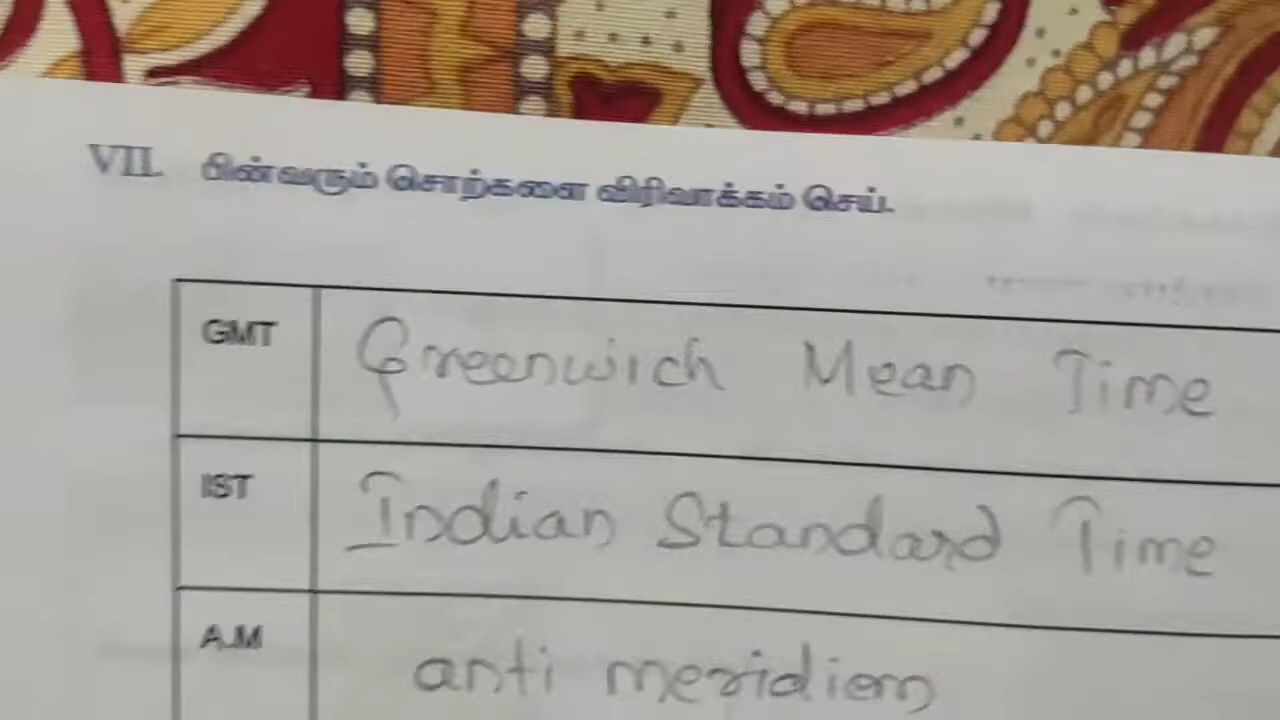 VII. பின்வரும் சொற்களை விரிவாக்கம் செய்.
GMT Greenwich Mean Time
IST Indian Standard Time
A.M anti meridiem